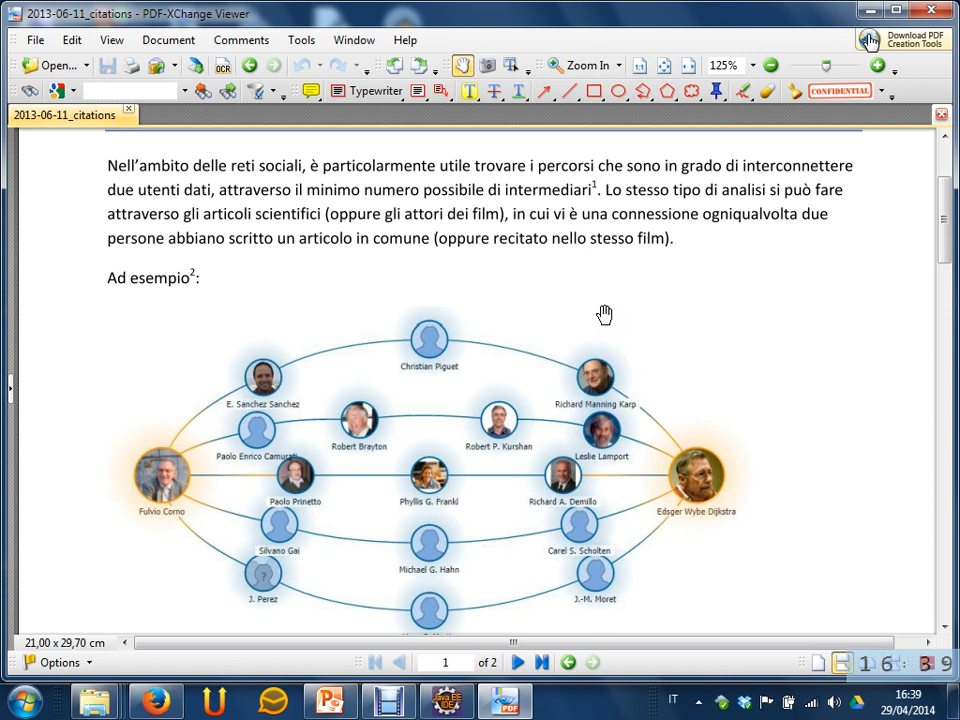 2013-06-11_citations - PDF-XChange Viewer
File Edit View Document Comments Tools Window Help
Download PDF
Creation Tools
Open... OCR Zoom In 125%
Typewriter CONFIDENTIAL
2013-06-11_citations
Nell'ambito delle reti sociali, è particolarmente utile trovare i percorsi che sono in grado di interconnettere
due utenti dati, attraverso il minimo numero possibile di intermediari1. Lo stesso tipo di analisi si può fare
attraverso gli articoli scientifici (oppure gli attori dei film), in cui vi è una connessione ogniqualvolta due
persone abbiano scritto un articolo in comune (oppure recitato nello stesso film).
Ad esempio2:
Christian Piguet
E. Sanchez Sanchez Richard Manning Karp
Robert Brayton Robert P. Kurshan
Paolo Enrico Camurati Leslie Lamport
Paolo Prinetto Phyllis G. Frankl Richard A. Demillo
Fulvio Corno Edsger Wybe Dijkstra
Silvano Gai Carel S. Scholten
Michael G. Hahn
J. Perez J.-M. Moret
21,00 x 29,70 cm
Options 1 of 2
16:39
Java EE
IDE
PDF
IT
16:39
29/04/2014